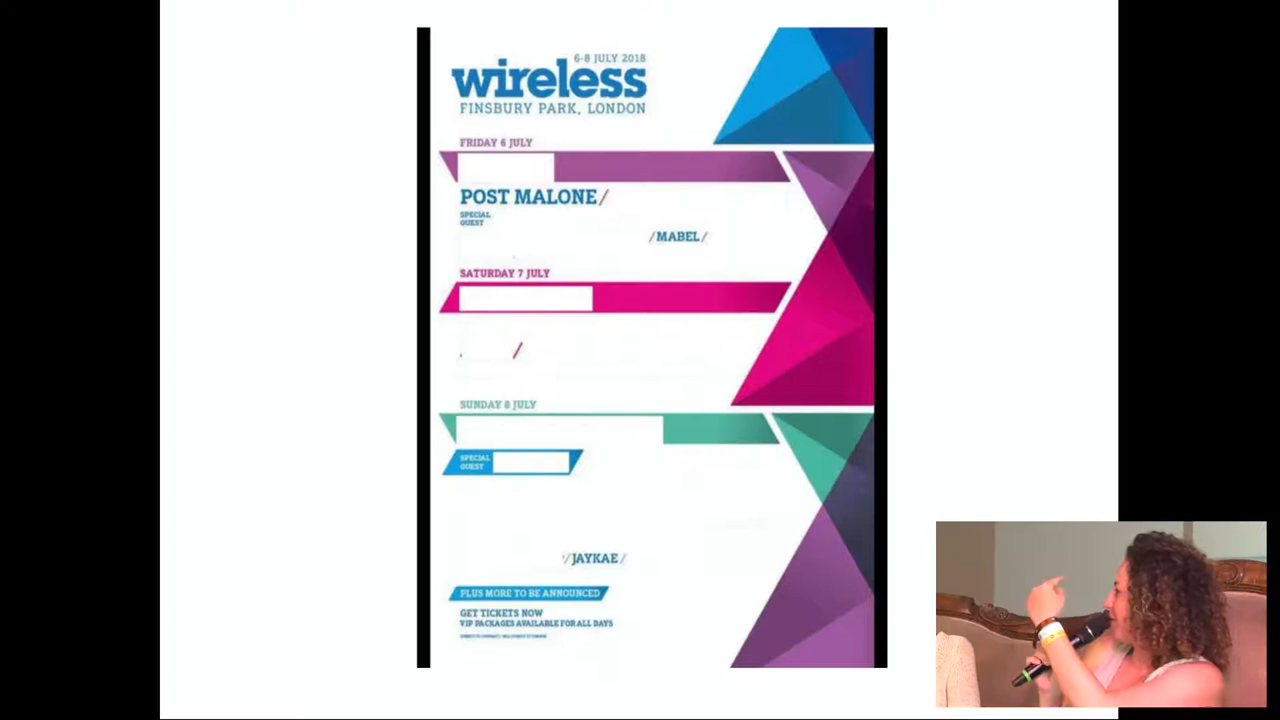 6-8 JULY 2018
wireless
FINSBURY PARK, LONDON
FRIDAY 6 JULY
POST MALONE/
SPECIAL
GUEST
/MABEL/
SATURDAY 7 JULY
/
SUNDAY 8 JULY
SPECIAL
GUEST
/JAYKAE/
PLUS MORE TO BE ANNOUNCED
GET TICKETS NOW
VIP PACKAGES AVAILABLE FOR ALL DAYS